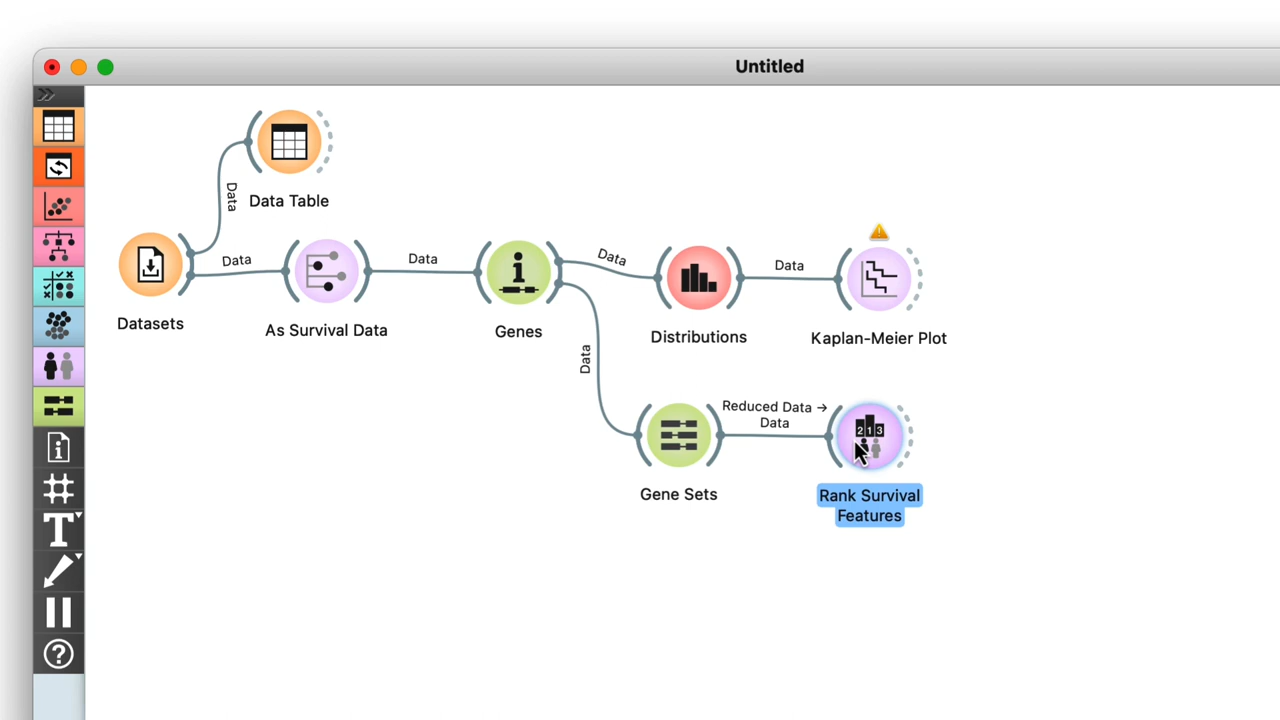 Untitled
Data
Data Table
Data
Datasets
As Survival Data
Data
Genes
Data
Distributions
Data
Kaplan-Meier Plot
Data
Gene Sets
Reduced Data →
Data
213
Rank Survival
Features